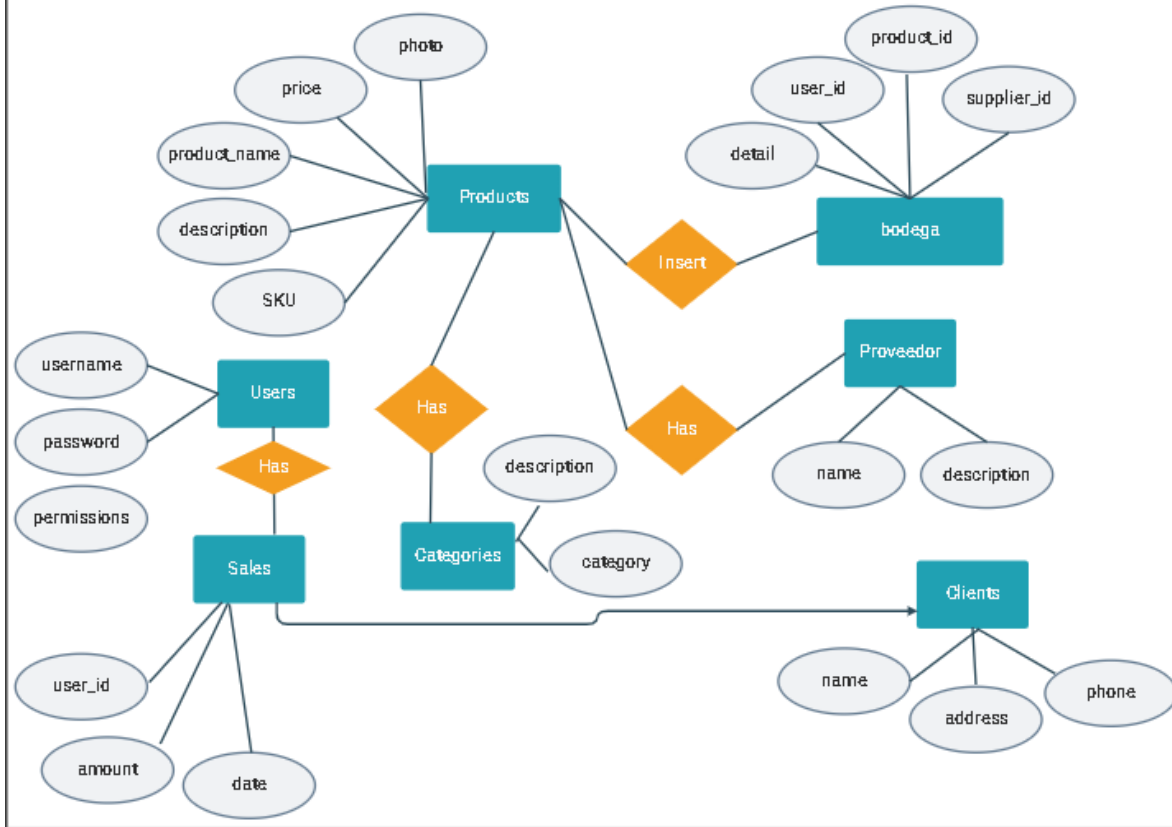 photo
product_id
price
user_id
supplier_id
product_name
detail
Products
description
bodega
Insert
SKU
username
Users
Proveedor
password
Has
Has
Has
description
name
description
permissions
Sales
Categories
category
Clients
user_id
name
address
phone
amount
date